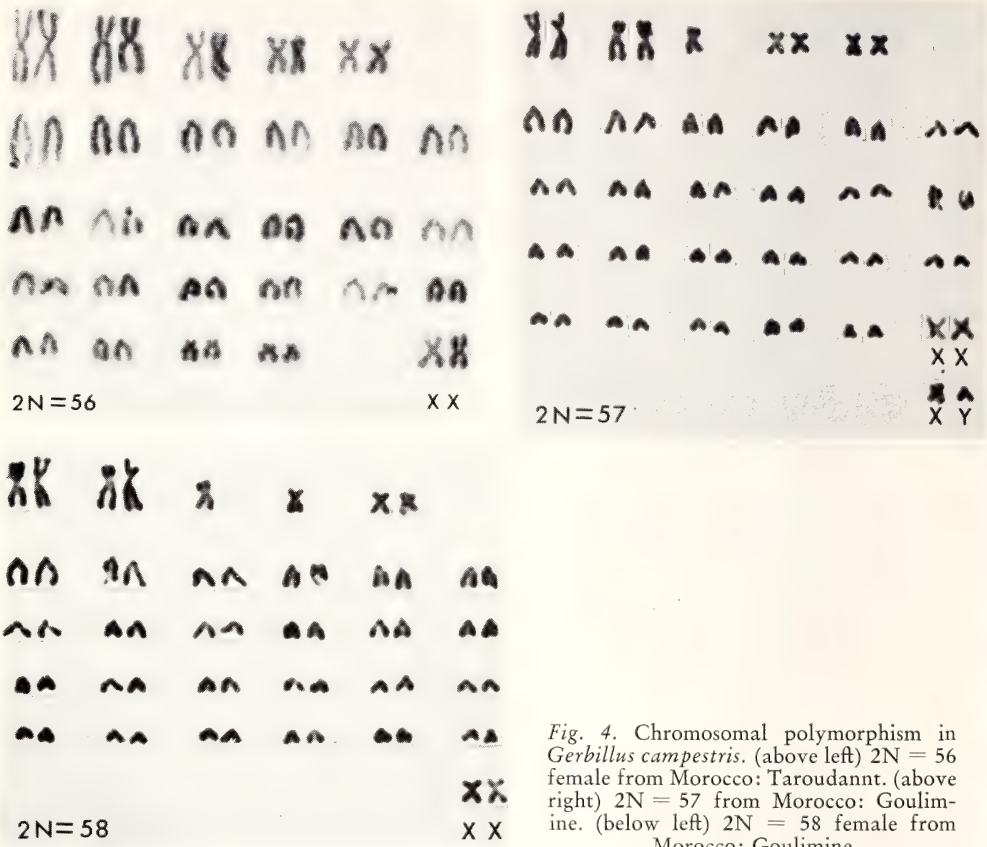 2N=56
X X
2N=57
X X
X Y
2N=58
X X
Fig. 4. Chromosomal polymorphism in
Gerbillus campestris. (above left) 2N = 56
female from Morocco: Taroudannt. (above
right) 2N = 57 from Morocco: Goulim-
ine. (below left) 2N = 58 female from
Morocco: Goulimine